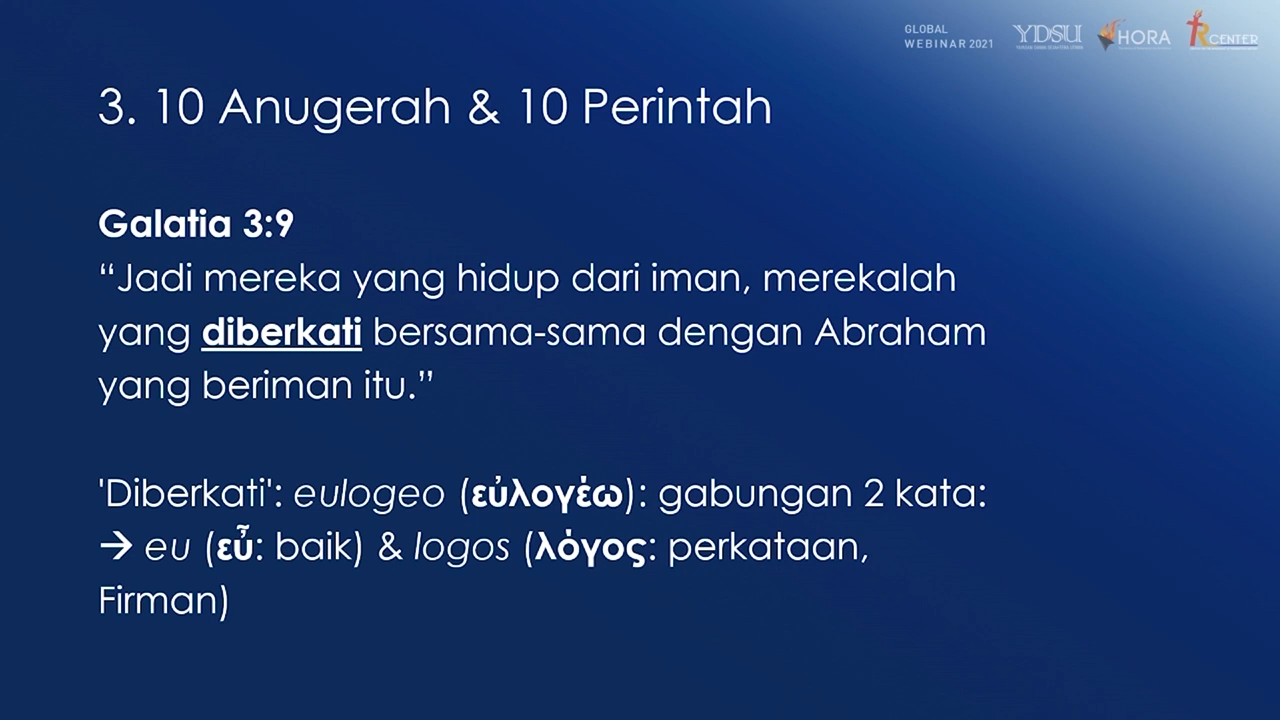 GLOBAL
WEBINAR 2021
YDSU
HORA
RCENTER
3. 10 Anugerah & 10 Perintah
Galatia 3:9
“Jadi mereka yang hidup dari iman, merekalah
yang diberkati bersama-sama dengan Abraham
yang beriman itu.”
'Diberkati': eulogeo (εὐλογέω): gabungan 2 kata:
→ eu (εὖ: baik) & logos (λόγος: perkataan,
Firman)